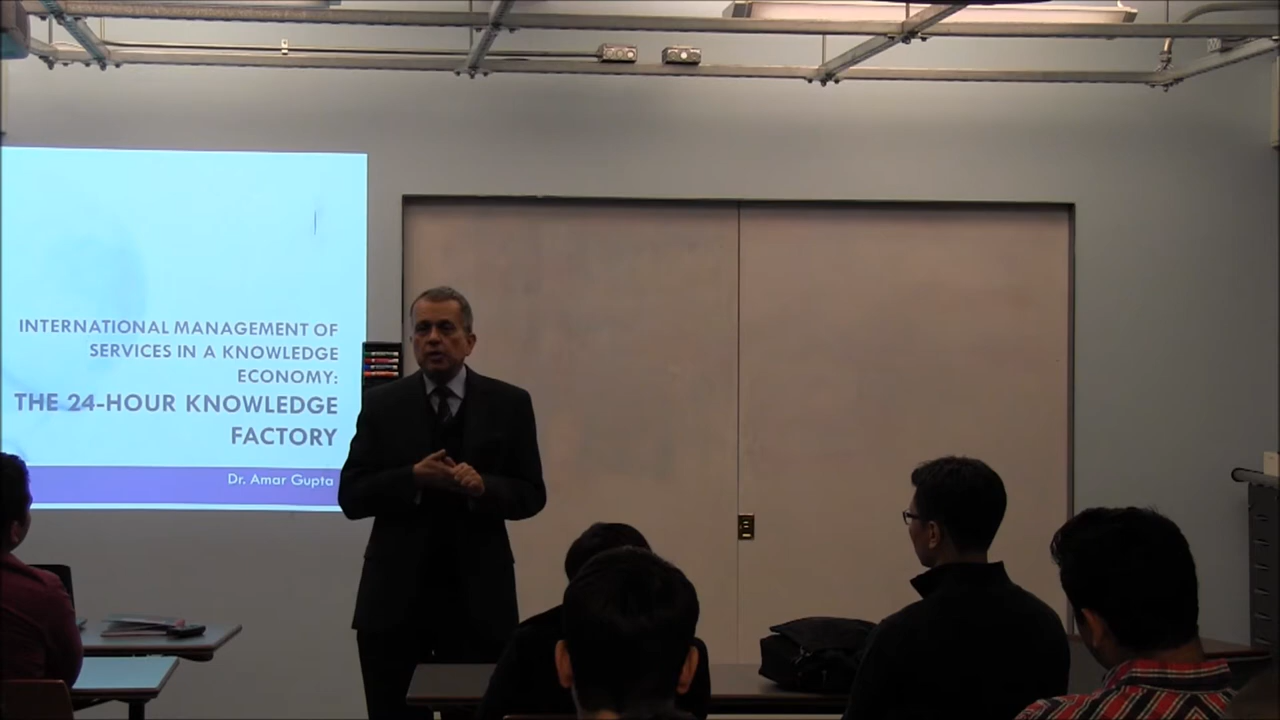 INTERNATIONAL MANAGEMENT OF
SERVICES IN A KNOWLEDGE
ECONOMY:
THE 24-HOUR KNOWLEDGE
FACTORY
Dr. Amar Gupta